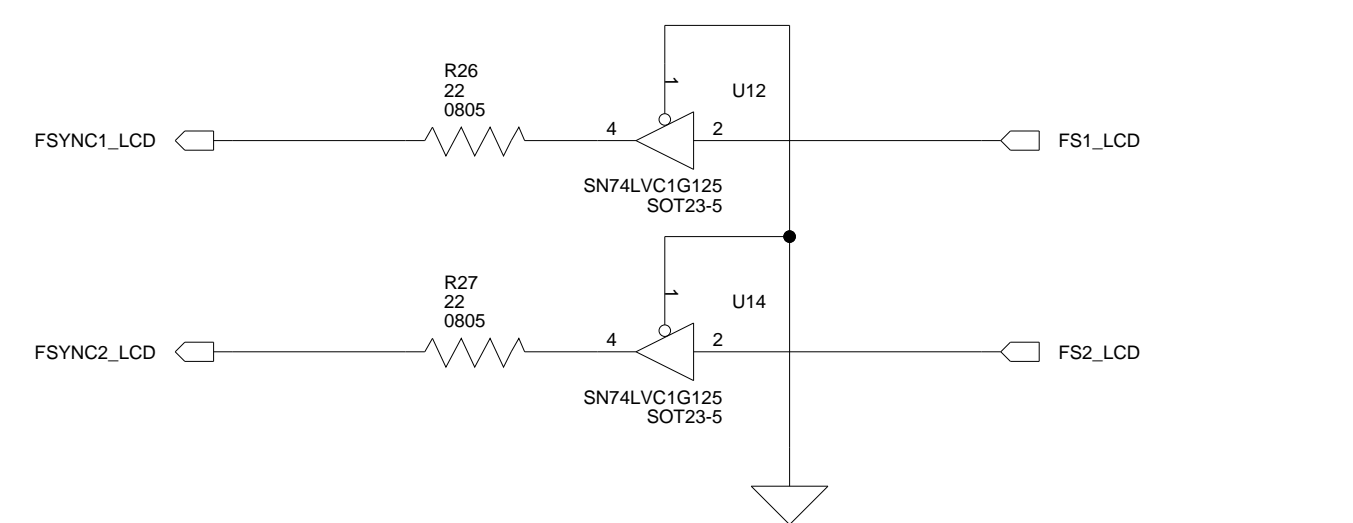 R26
22
0805
1
U12
FSYNC1_LCD
4
2
FS1_LCD
SN74LVC1G125
SOT23-5
R27
22
0805
1
U14
FSYNC2_LCD
4
2
FS2_LCD
SN74LVC1G125
SOT23-5